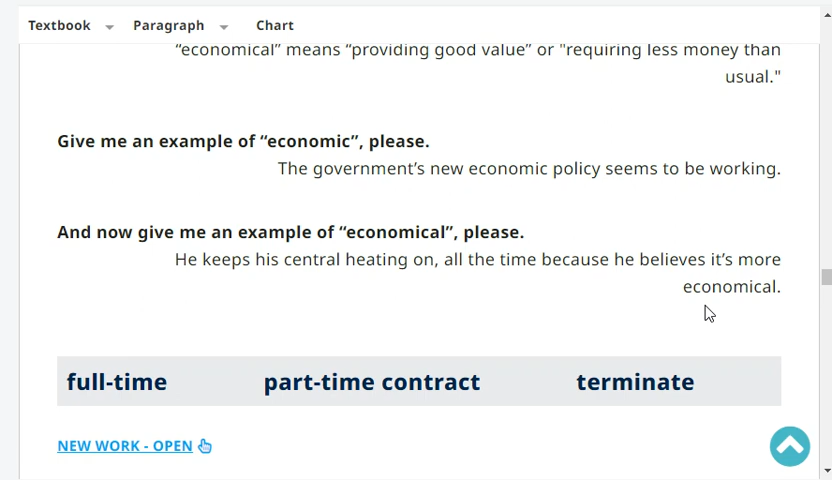 Textbook Paragraph Chart
“economical” means “providing good value” or "requiring less money than
usual."
Give me an example of “economic”, please.
The government’s new economic policy seems to be working.
And now give me an example of “economical”, please.
He keeps his central heating on, all the time because he believes it’s more
economical.
full-time part-time contract terminate
NEW WORK - OPEN